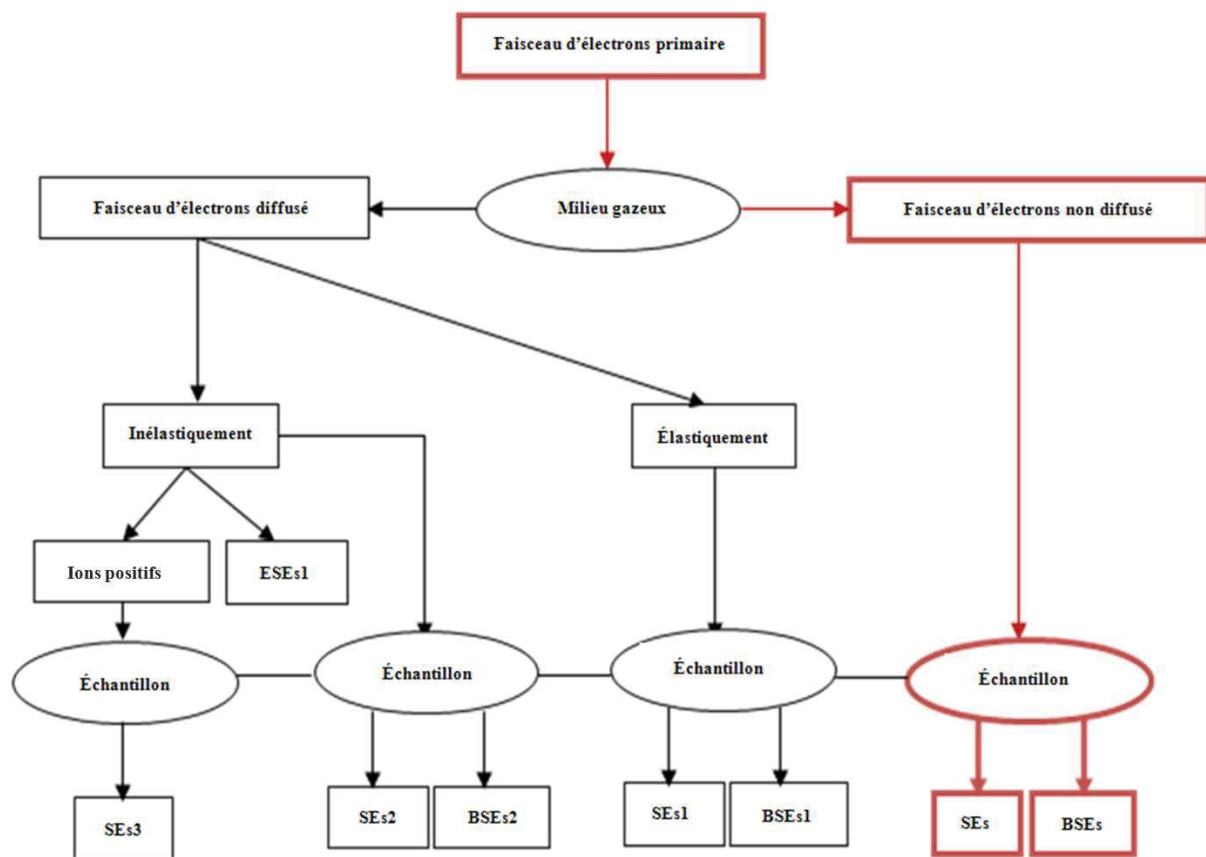 Faisceau d’électrons primaire
Faisceau d’électrons diffusé
Milieu gazeux
Faisceau d’électrons non diffusé
Inélastiquement
Élastiquement
Ions positifs
ESEs1
Échantillon
Échantillon
Échantillon
Échantillon
SEs3
SEs2
BSEs2
SEs1
BSEs1
SEs
BSEs